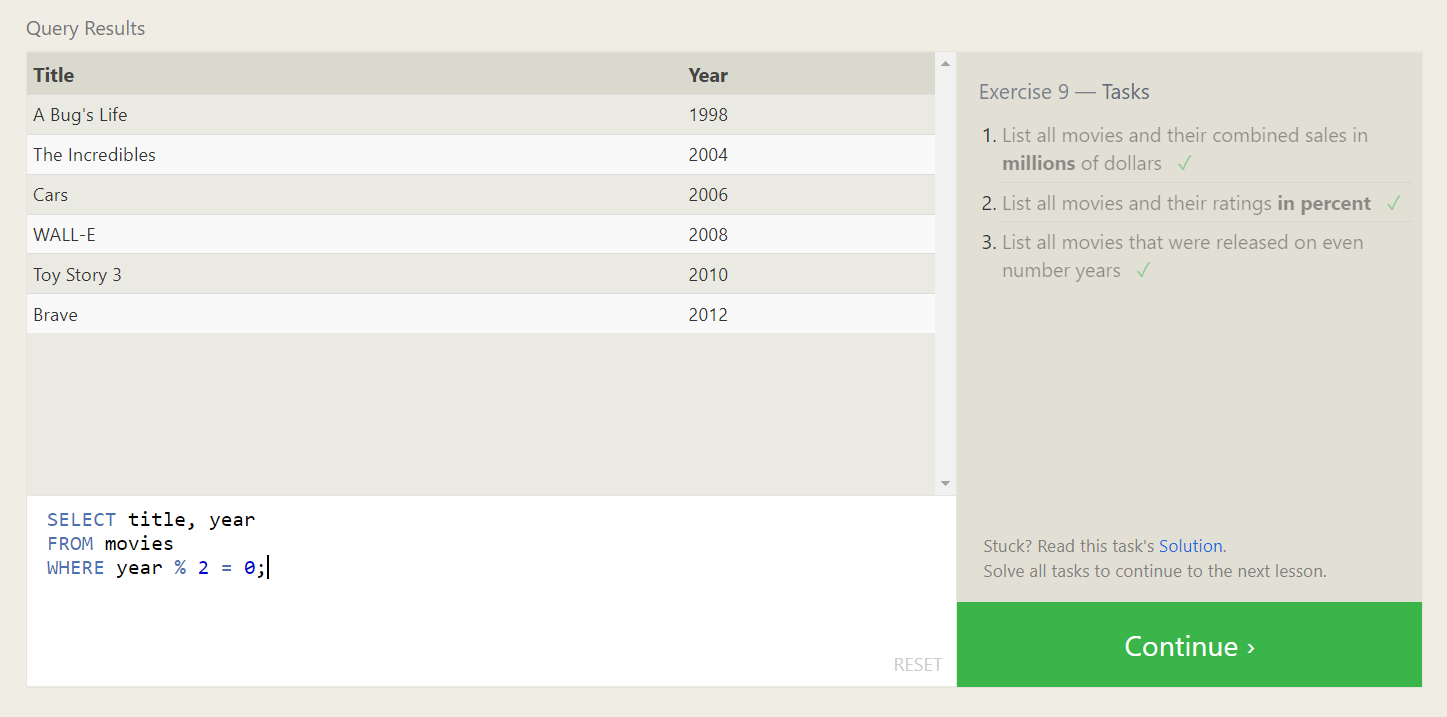 Query Results
Title Year
A Bug's Life 1998
The Incredibles 2004
Cars 2006
WALL-E 2008
Toy Story 3 2010
Brave 2012
SELECT title, year
FROM movies
WHERE year % 2 = 0;
RESET
Exercise 9 — Tasks
1. List all movies and their combined sales in
millions of dollars ✓
2. List all movies and their ratings in percent ✓
3. List all movies that were released on even
number years ✓
Stuck? Read this task's Solution.
Solve all tasks to continue to the next lesson.
Continue ›